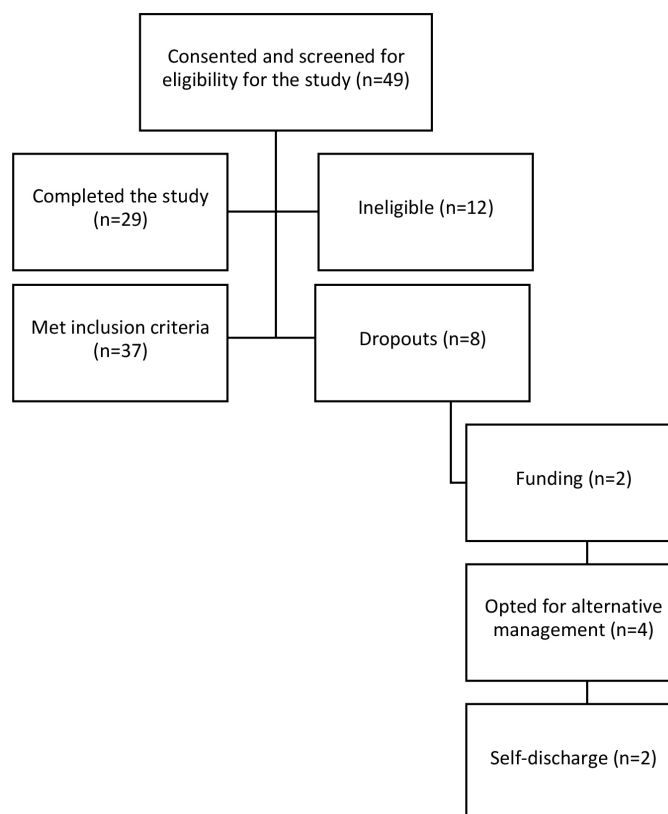 Consented and screened for
eligibility for the study (n=49)
Completed the study
(n=29)
Ineligible (n=12)
Met inclusion criteria
(n=37)
Dropouts (n=8)
Funding (n=2)
Opted for alternative
management (n=4)
Self-discharge (n=2)